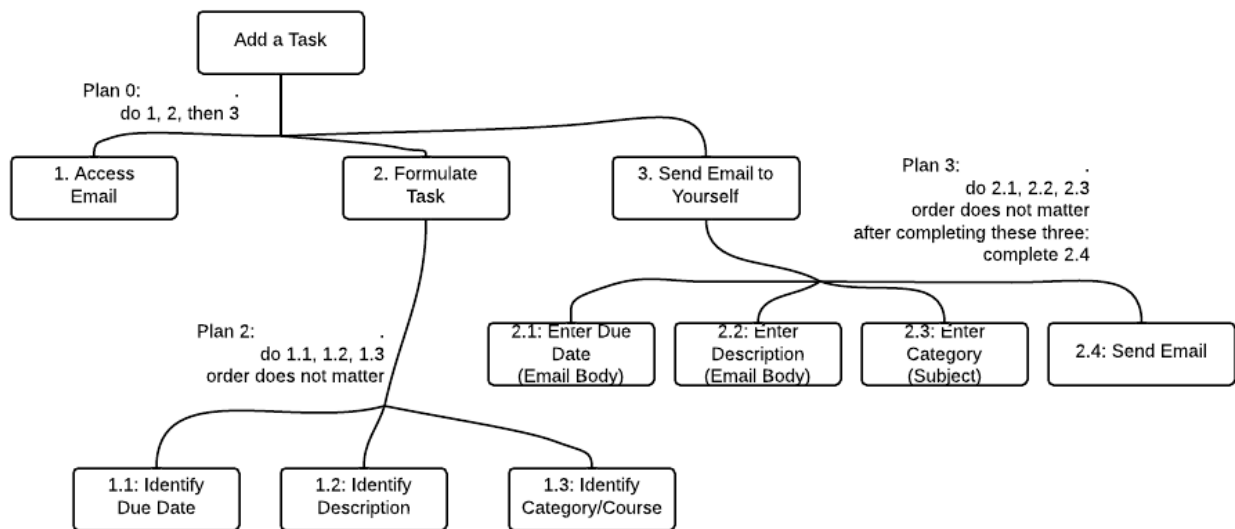 Add a Task
Plan 0: .
do 1, 2, then 3
1. Access
Email
2. Formulate
Task
3. Send Email to
Yourself
Plan 3: .
do 2.1, 2.2, 2.3
order does not matter
after completing these three:
complete 2.4
2.1: Enter Due
Date
(Email Body)
2.2: Enter
Description
(Email Body)
2.3: Enter
Category
(Subject)
2.4: Send Email
Plan 2: .
do 1.1, 1.2, 1.3
order does not matter
1.1: Identify
Due Date
1.2: Identify
Description
1.3: Identify
Category/Course